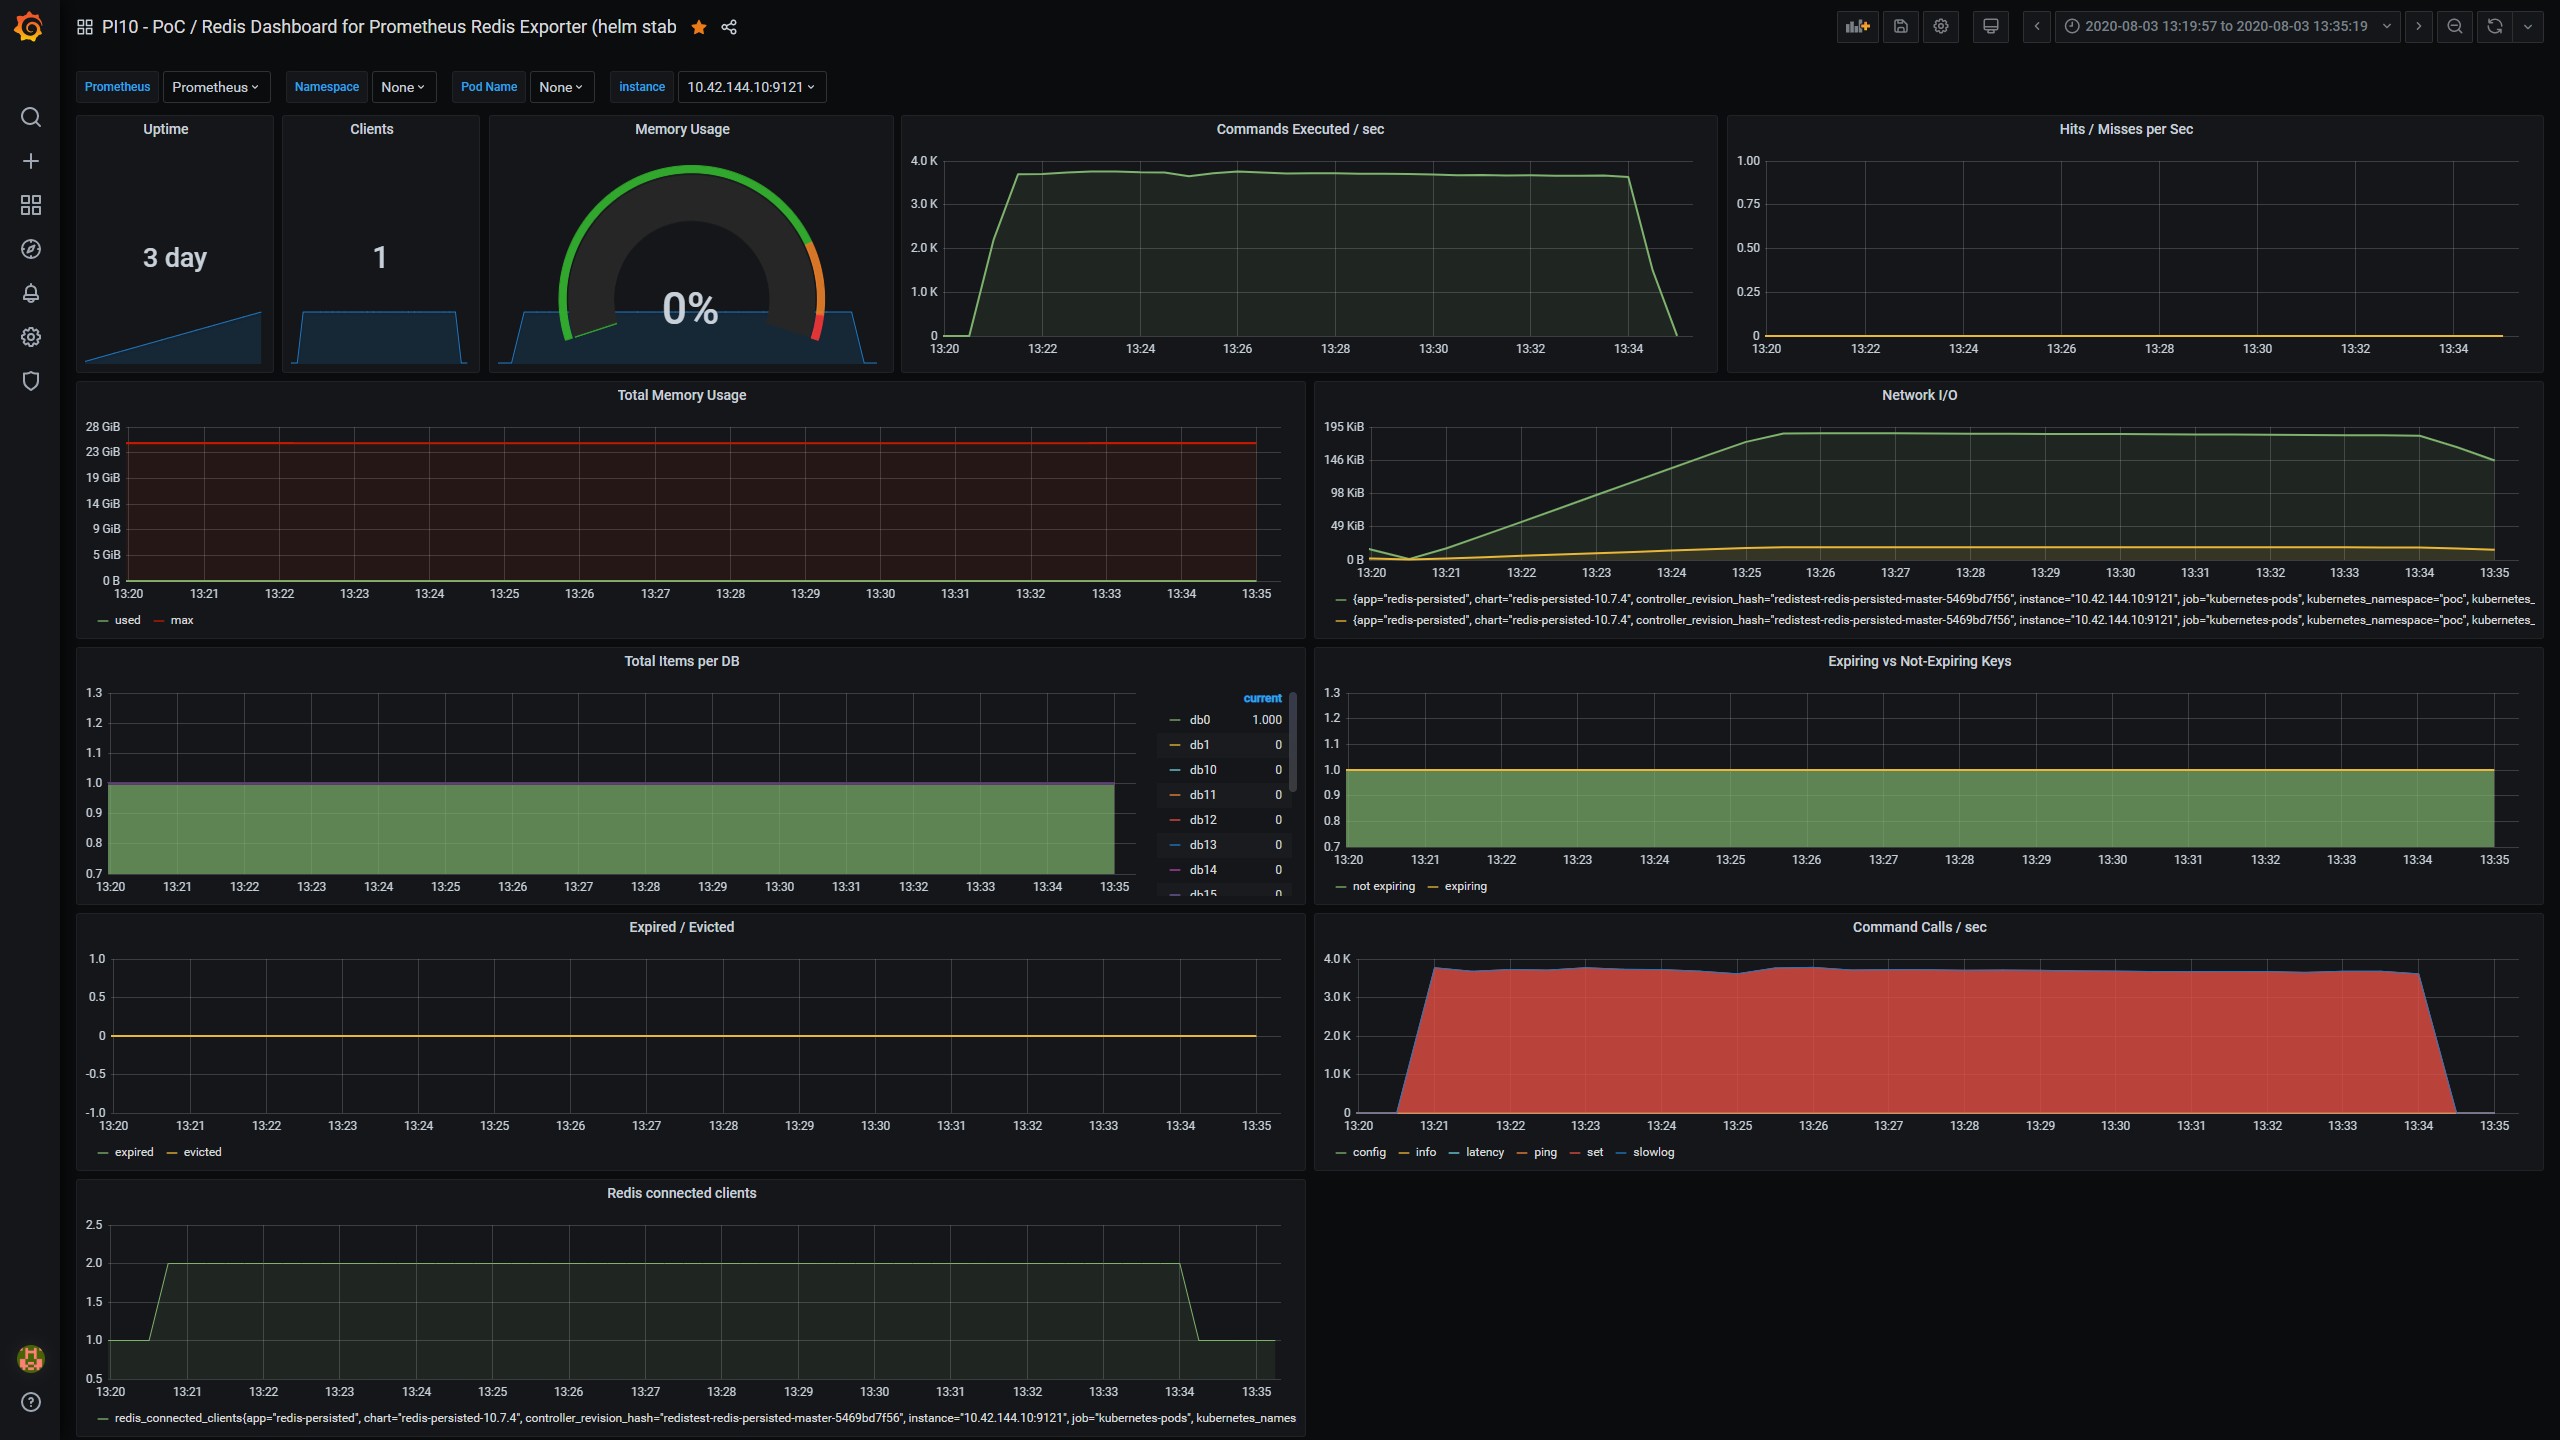 PI10 - PoC / Redis Dashboard for Prometheus Redis Exporter (helm stab
2020-08-03 13:19:57 to 2020-08-03 13:35:19
Prometheus Prometheus Namespace None Pod Name None instance 10.42.144.10:9121
Uptime
3 day
Clients
1
Memory Usage
0%
Commands Executed / sec
4.0 K
3.0 K
2.0 K
1.0 K
0
13:20 13:22 13:24 13:26 13:28 13:30 13:32 13:34
Hits / Misses per Sec
1.00
0.75
0.50
0.25
0
13:20 13:22 13:24 13:26 13:28 13:30 13:32 13:34
Total Memory Usage
28 GiB
23 GiB
19 GiB
14 GiB
9 GiB
5 GiB
0 B
13:20 13:21 13:22 13:23 13:24 13:25 13:26 13:27 13:28 13:29 13:30 13:31 13:32 13:33 13:34 13:35
used max
Network I/O
195 KiB
146 KiB
98 KiB
49 KiB
0 B
13:20 13:21 13:22 13:23 13:24 13:25 13:26 13:27 13:28 13:29 13:30 13:31 13:32 13:33 13:34 13:35
{app="redis-persisted", chart="redis-persisted-10.7.4", controller_revision_hash="redistest-redis-persisted-master-5469bd7f56", instance="10.42.144.10:9121", job="kubernetes-pods", kubernetes_namespace="poc", kubernetes_
{app="redis-persisted", chart="redis-persisted-10.7.4", controller_revision_hash="redistest-redis-persisted-master-5469bd7f56", instance="10.42.144.10:9121", job="kubernetes-pods", kubernetes_namespace="poc", kubernetes_
Total Items per DB
1.3
1.2
1.1
1.0
0.9
0.8
0.7
13:20 13:21 13:22 13:23 13:24 13:25 13:26 13:27 13:28 13:29 13:30 13:31 13:32 13:33 13:34 13:35
current
db0 1.000
db1 0
db10 0
db11 0
db12 0
db13 0
db14 0
db15 0
Expiring vs Not-Expiring Keys
1.3
1.2
1.1
1.0
0.9
0.8
0.7
13:20 13:21 13:22 13:23 13:24 13:25 13:26 13:27 13:28 13:29 13:30 13:31 13:32 13:33 13:34 13:35
not expiring expiring
Expired / Evicted
1.0
0.5
0
-0.5
-1.0
13:20 13:21 13:22 13:23 13:24 13:25 13:26 13:27 13:28 13:29 13:30 13:31 13:32 13:33 13:34 13:35
expired evicted
Command Calls / sec
4.0 K
3.0 K
2.0 K
1.0 K
0
13:20 13:21 13:22 13:23 13:24 13:25 13:26 13:27 13:28 13:29 13:30 13:31 13:32 13:33 13:34 13:35
config info latency ping set slowlog
Redis connected clients
2.5
2.0
1.5
1.0
0.5
13:20 13:21 13:22 13:23 13:24 13:25 13:26 13:27 13:28 13:29 13:30 13:31 13:32 13:33 13:34 13:35
redis_connected_clients{app="redis-persisted", chart="redis-persisted-10.7.4", controller_revision_hash="redistest-redis-persisted-master-5469bd7f56", instance="10.42.144.10:9121", job="kubernetes-pods", kubernetes_names